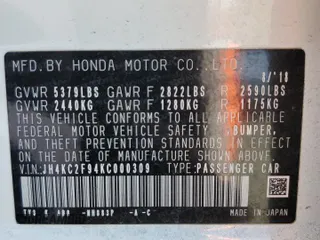 MFD.BY HONDA MOTOR CO.,LTD. 8/'18
GVWR 5379LBS GAWR F 2822LBS R 2590LBS
GVWR 2440KG GAWR F 1280KG R 1175KG
THIS VEHICLE CONFORMS TO ALL APPLICABLE
FEDERAL MOTOR VEHICLE SAFETY, BUMPER,
AND THEFT PREVENTION STANDARDS IN EFFECT
ON THE DATE OF MANUFACTURE SHOWN ABOVE.
V.I.N: JH4KC2F94KC000309 TYPE: PASSENGER CAR
-NH883P -A -C
MADE IN JAPAN